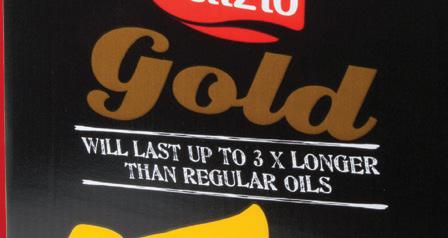 Gold
WILL LAST UP TO 3 X LONGER
THAN REGULAR OILS